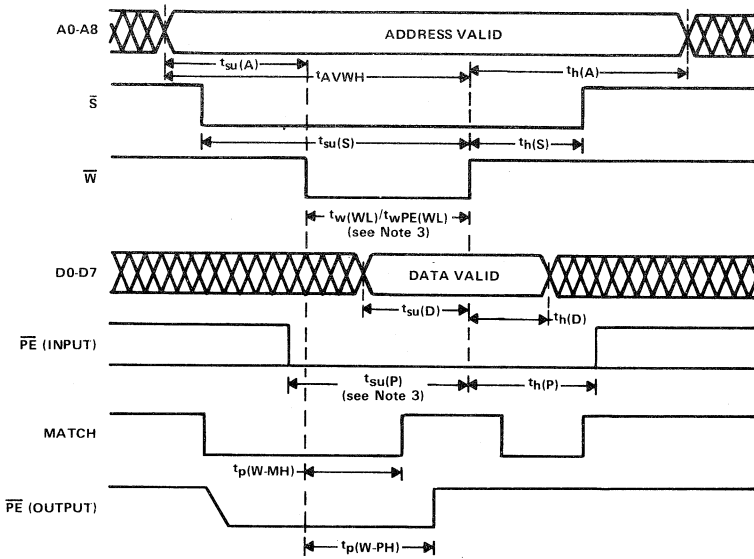 A0-A8
ADDRESS VALID
tsu(A)
tAVWH
th(A)
S̅
tsu(S)
th(S)
W̅
tw(WL)/twPE(WL)
(see Note 3)
D0-D7
DATA VALID
tsu(D)
th(D)
P̅E̅ (INPUT)
tsu(P)
(see Note 3)
th(P)
MATCH
tp(W-MH)
P̅E̅ (OUTPUT)
tp(W-PH)